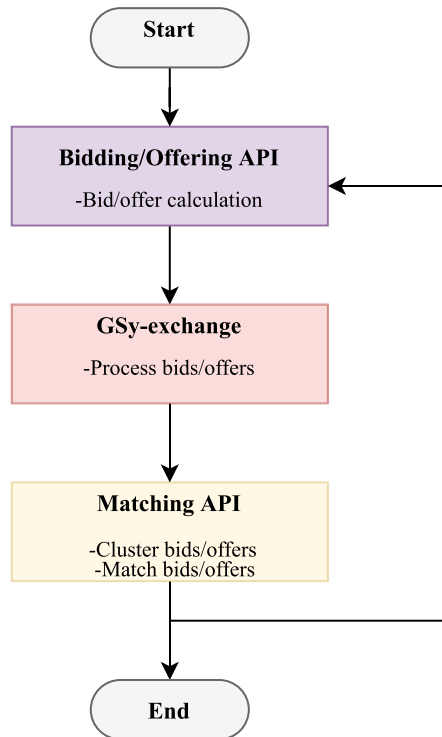 Start
Bidding/Offering API
-Bid/offer calculation
GSy-exchange
-Process bids/offers
Matching API
-Cluster bids/offers
-Match bids/offers
End